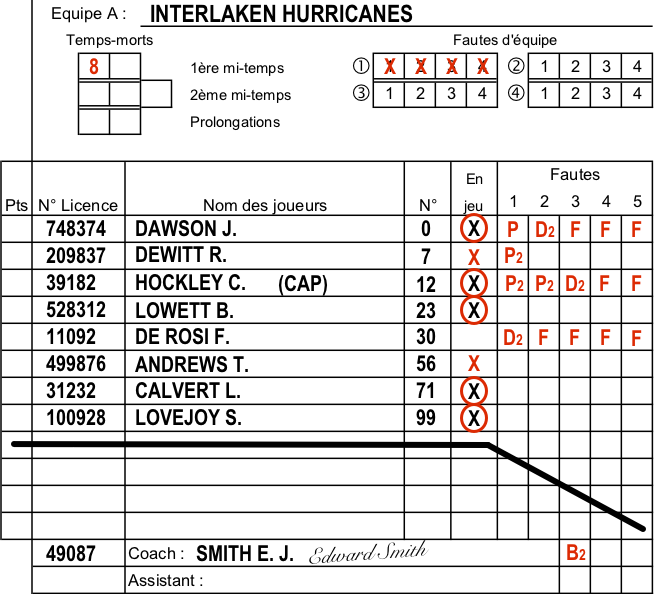 Equipe A : INTERLAKEN HURRICANES
Temps-morts Fautes d'équipe
8 1ère mi-temps ① 1 2 3 4 ② 1 2 3 4
2ème mi-temps ③ 1 2 3 4 ④ 1 2 3 4
Prolongations
En Fautes
Pts N° Licence Nom des joueurs N° jeu 1 2 3 4 5
748374 DAWSON J. 0 X P D2 F F F
209837 DEWITT R. 7 X P2
39182 HOCKLEY C. (CAP) 12 X P2 P2 D2 F F
528312 LOWETT B. 23 X
11092 DE ROSI F. 30 D2 F F F F
499876 ANDREWS T. 56 X
31232 CALVERT L. 71 X
100928 LOVEJOY S. 99 X
49087 Coach : SMITH E. J. Edward Smith B2
Assistant :